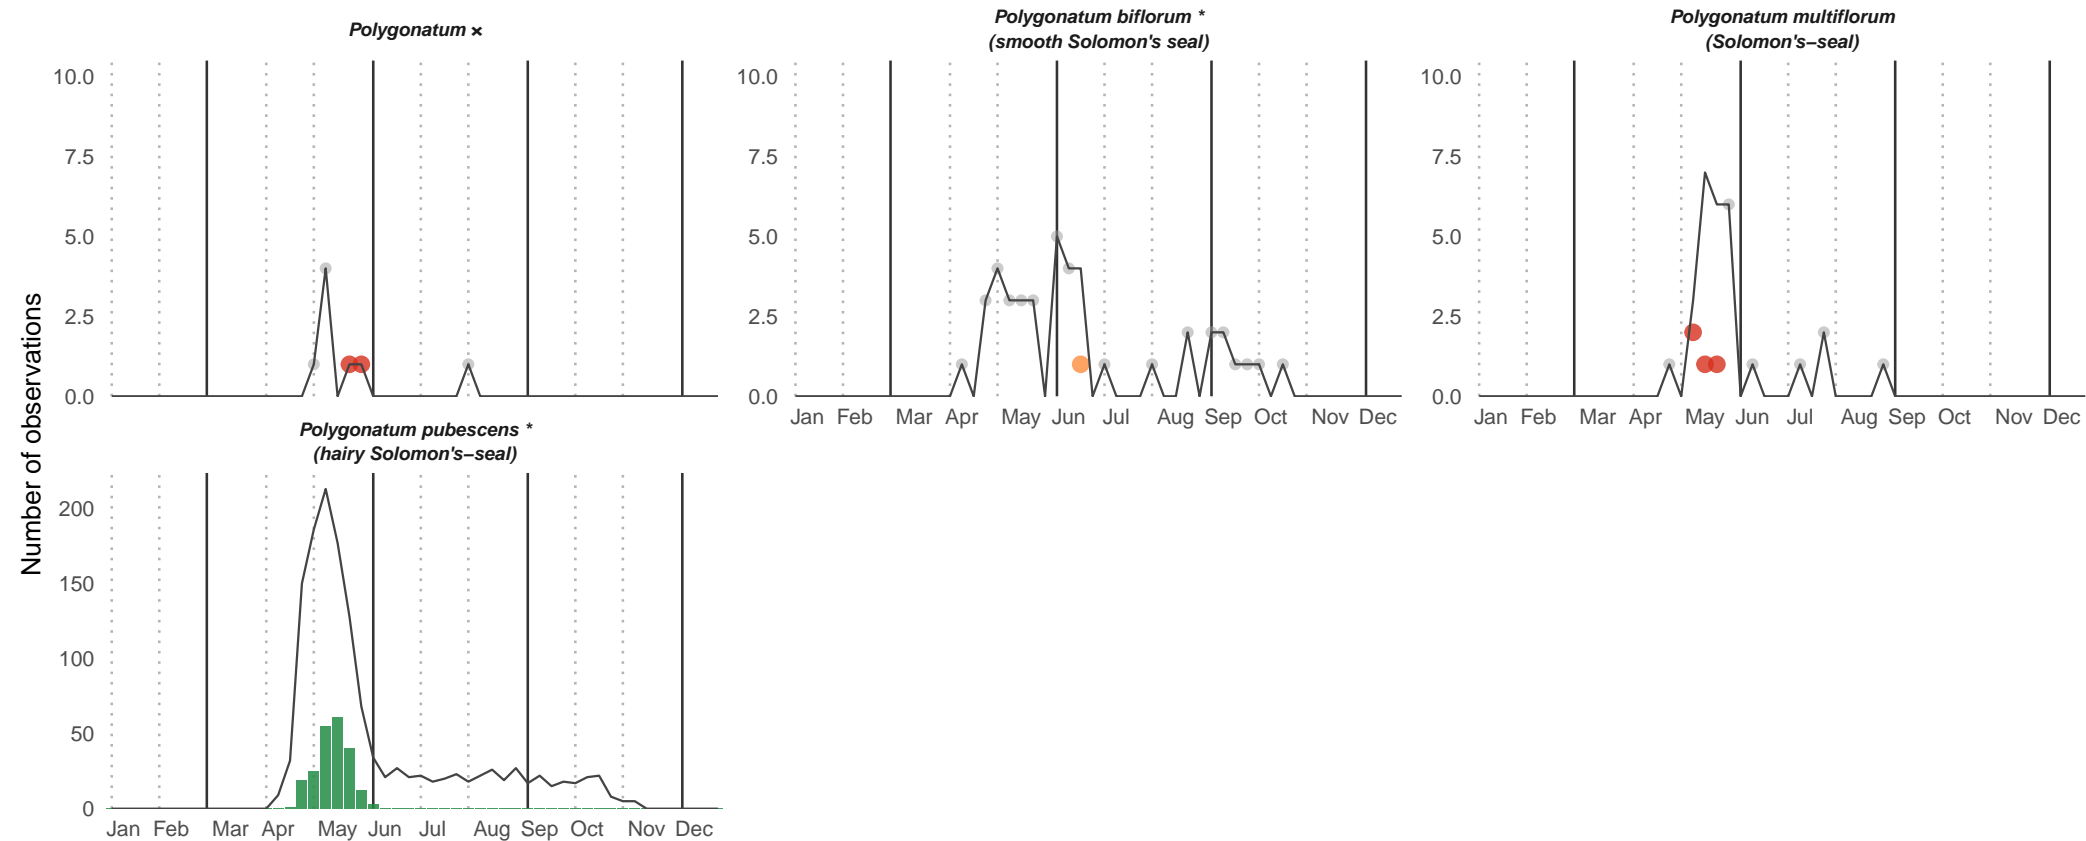 Polygonatum ×
Polygonatum biflorum *
(smooth Solomon's seal)
Polygonatum multiflorum
(Solomon's−seal)
10.0
7.5
5.0
2.5
0.0
10.0
7.5
5.0
2.5
0.0
Jan Feb Mar Apr May Jun Jul Aug Sep Oct Nov Dec
10.0
7.5
5.0
2.5
0.0
Jan Feb Mar Apr May Jun Jul Aug Sep Oct Nov Dec
Number of observations
Polygonatum pubescens *
(hairy Solomon's−seal)
200
150
100
50
0
Jan Feb Mar Apr May Jun Jul Aug Sep Oct Nov Dec